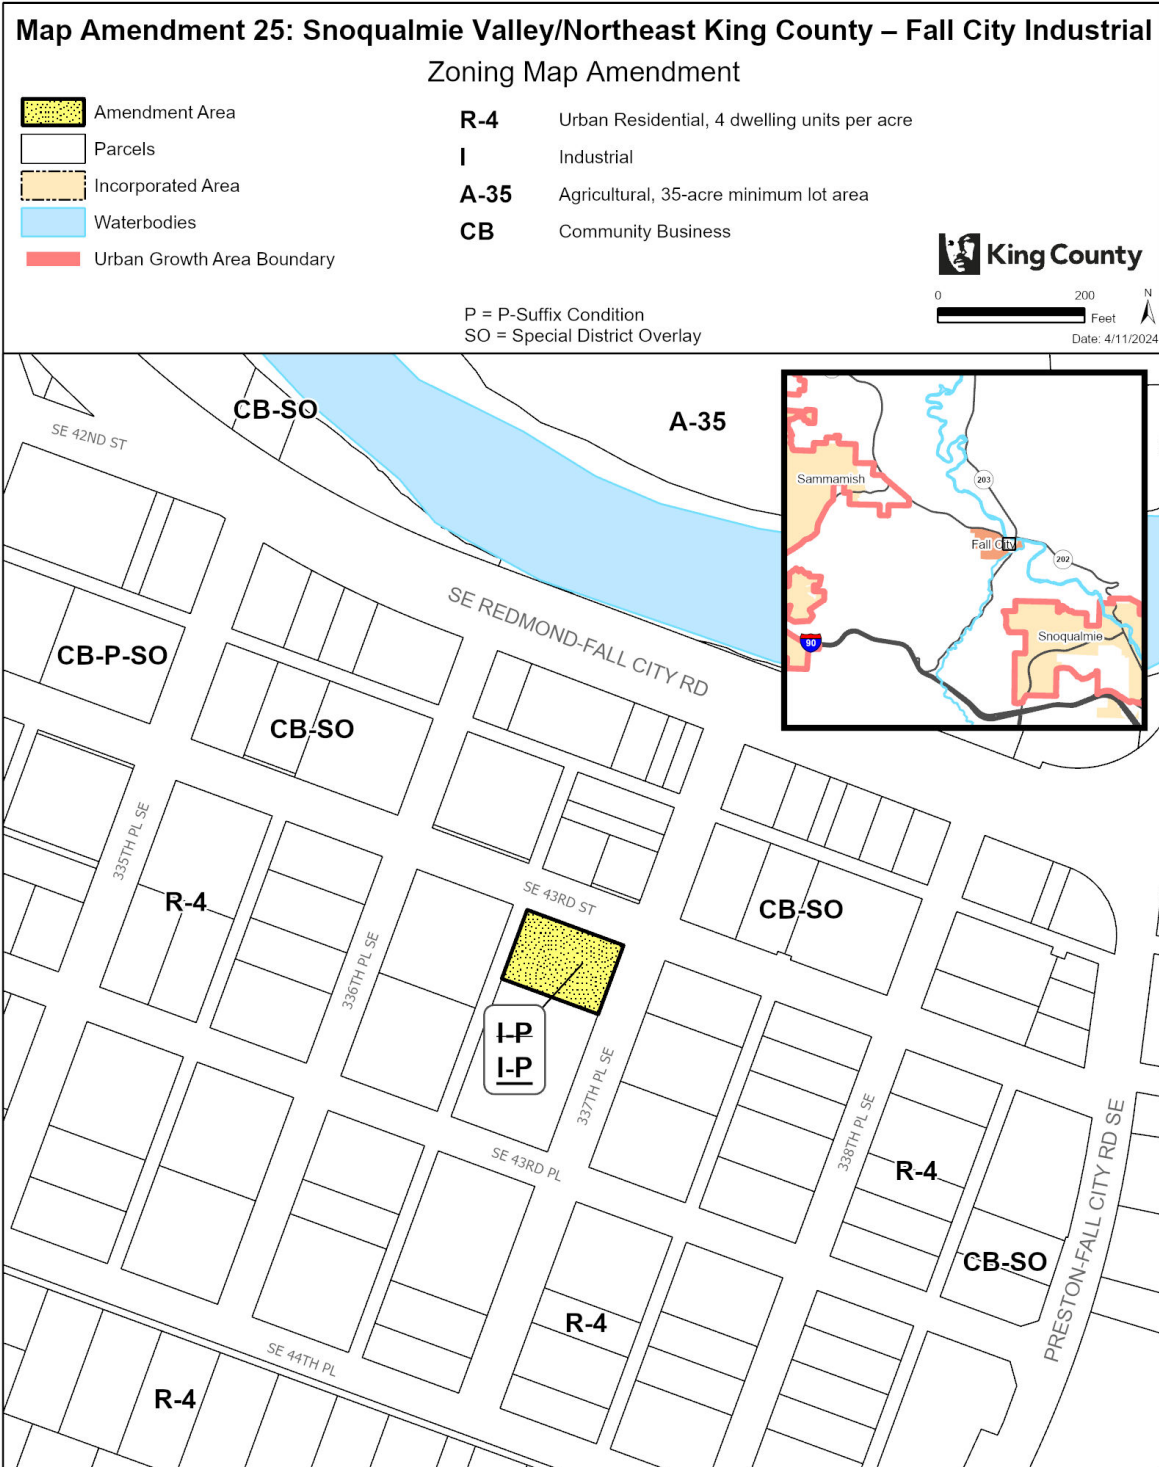 Map Amendment 25: Snoqualmie Valley/Northeast King County – Fall City Industrial
Zoning Map Amendment
Amendment Area
Parcels
Incorporated Area
Waterbodies
Urban Growth Area Boundary
R-4 Urban Residential, 4 dwelling units per acre
I Industrial
A-35 Agricultural, 35-acre minimum lot area
CB Community Business
P = P-Suffix Condition
SO = Special District Overlay
King County
0 200
Feet
N
Date: 4/11/2024
CB-SO
A-35
SE 42ND ST
Sammamish
203
Fall City
202
Snoqualmie
90
SE REDMOND-FALL CITY RD
CB-P-SO
CB-SO
335TH PL SE
R-4
336TH PL SE
SE 43RD ST
CB-SO
I-P
I-P
337TH PL SE
338TH PL SE
SE 43RD PL
R-4
CB-SO
PRESTON-FALL CITY RD SE
R-4
SE 44TH PL
R-4